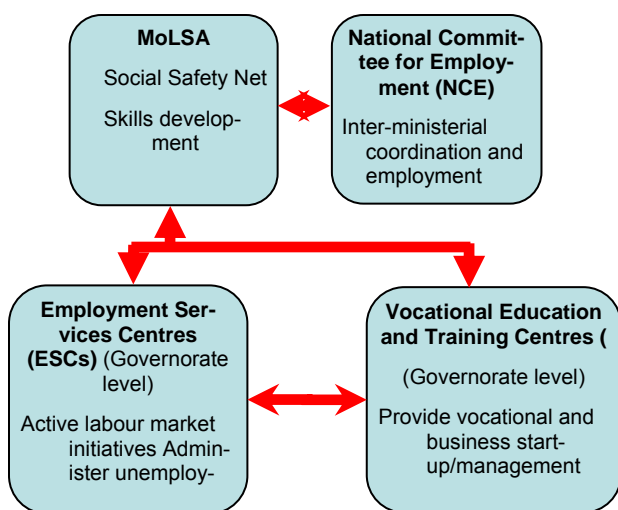 MoLSA
Social Safety Net
Skills develop-
ment
National Commit-
tee for Employ-
ment (NCE)
Inter-ministerial
coordination and
employment
Employment Ser-
vices Centres
(ESCs) (Governorate
level)
Active labour market
initiatives Admin-
ister unemploy-
Vocational Education
and Training Centres (
(Governorate level)
Provide vocational and
business start-
up/management